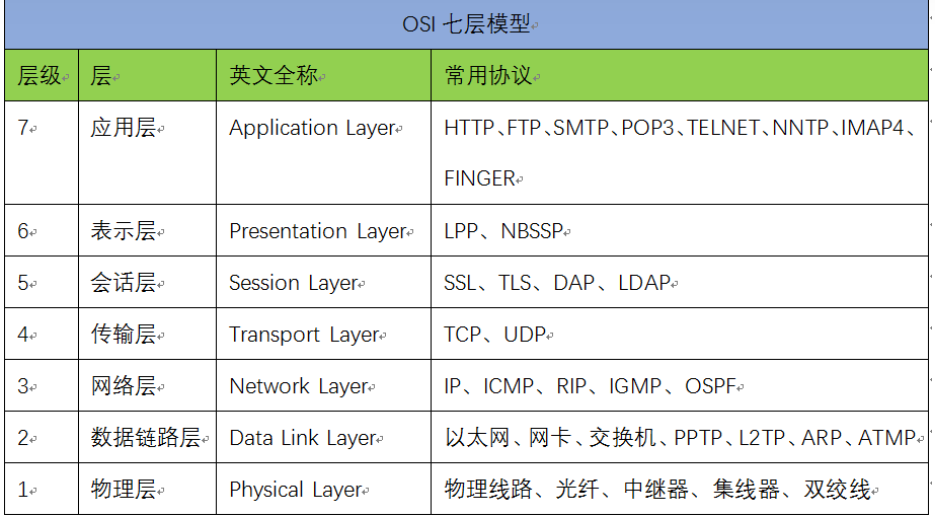 OSI 七层模型
层级 层 英文全称 常用协议
7 应用层 Application Layer HTTP、FTP、SMTP、POP3、TELNET、NNTP、IMAP4、
FINGER
6 表示层 Presentation Layer LPP、NBSSP
5 会话层 Session Layer SSL、TLS、DAP、LDAP
4 传输层 Transport Layer TCP、UDP
3 网络层 Network Layer IP、ICMP、RIP、IGMP、OSPF
2 数据链路层 Data Link Layer 以太网、网卡、交换机、PPTP、L2TP、ARP、ATMP
1 物理层 Physical Layer 物理线路、光纤、中继器、集线器、双绞线